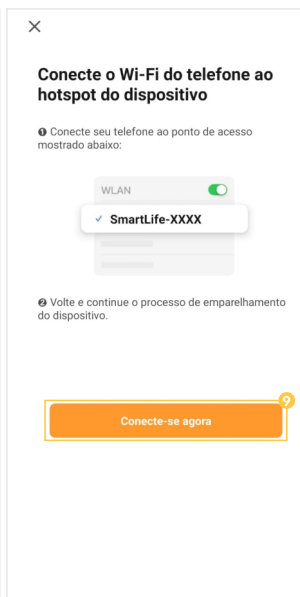 Conecte o Wi-Fi do telefone ao
hotspot do dispositivo
❶ Conecte seu telefone ao ponto de acesso
mostrado abaixo:
WLAN
✓ SmartLife-XXXX
❷ Volte e continue o processo de emparelhamento
do dispositivo.
9
Conecte-se agora